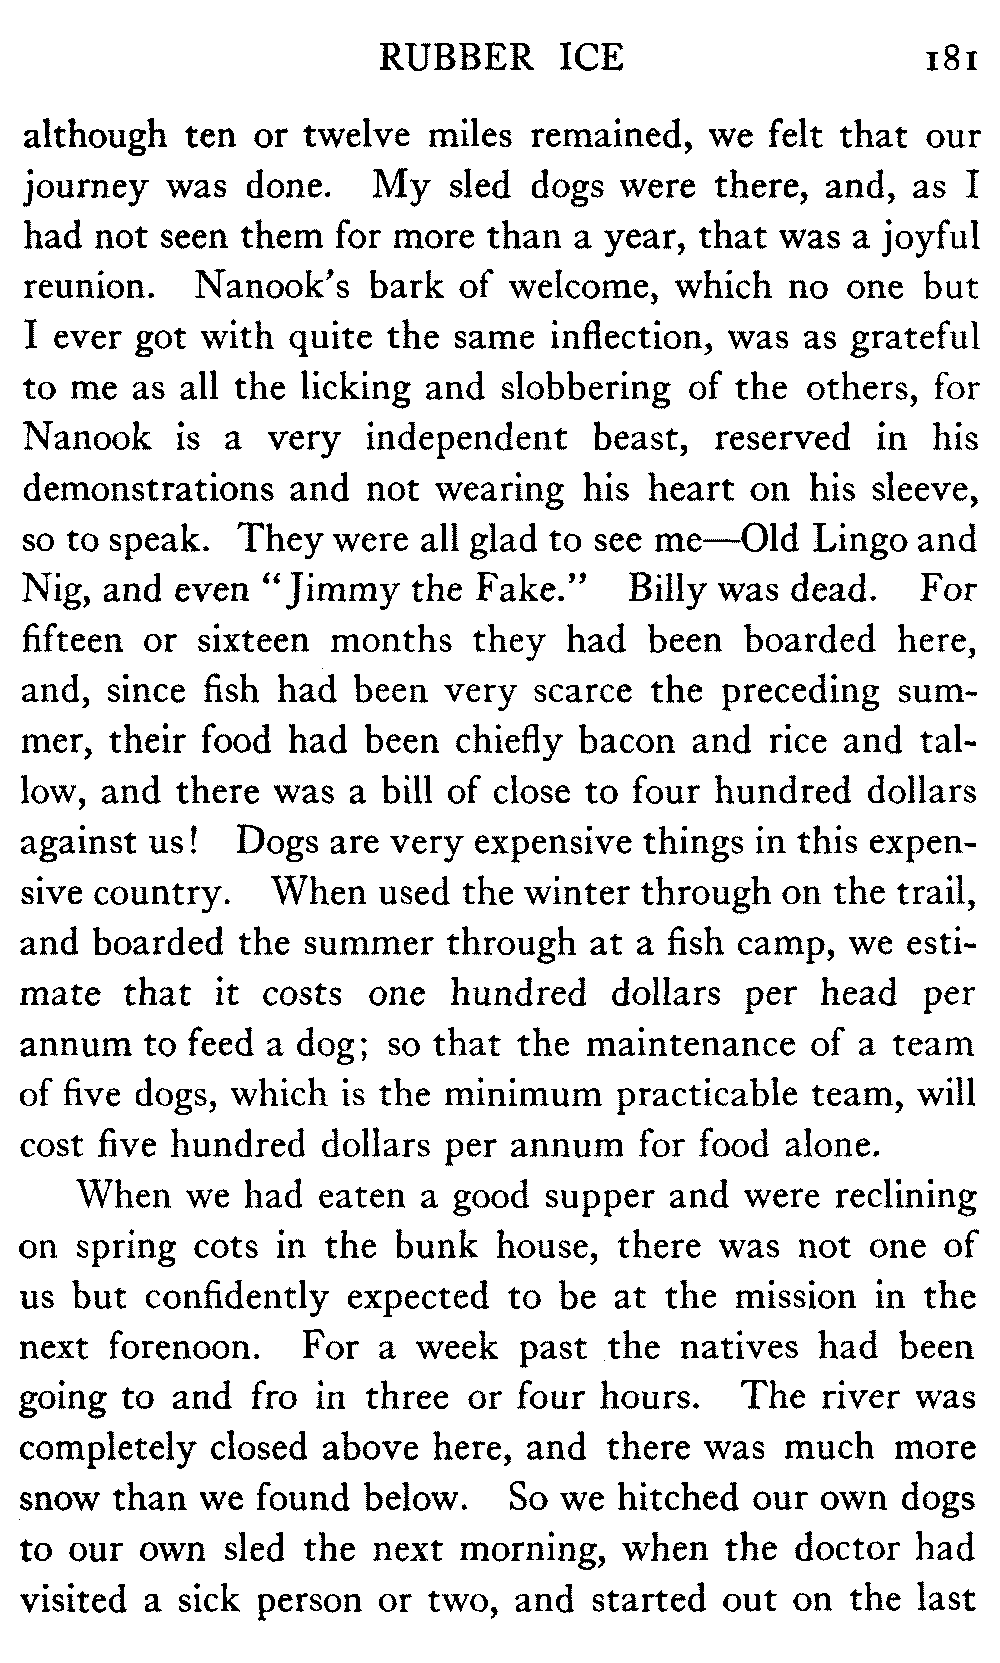 RUBBER ICE 181
although ten or twelve miles remained, we felt that our
journey was done. My sled dogs were there, and, as I
had not seen them for more than a year, that was a joyful
reunion. Nanook's bark of welcome, which no one but
I ever got with quite the same inflection, was as grateful
to me as all the licking and slobbering of the others, for
Nanook is a very independent beast, reserved in his
demonstrations and not wearing his heart on his sleeve,
so to speak. They were all glad to see me—Old Lingo and
Nig, and even “Jimmy the Fake.” Billy was dead. For
fifteen or sixteen months they had been boarded here,
and, since fish had been very scarce the preceding sum-
mer, their food had been chiefly bacon and rice and tal-
low, and there was a bill of close to four hundred dollars
against us! Dogs are very expensive things in this expen-
sive country. When used the winter through on the trail,
and boarded the summer through at a fish camp, we esti-
mate that it costs one hundred dollars per head per
annum to feed a dog; so that the maintenance of a team
of five dogs, which is the minimum practicable team, will
cost five hundred dollars per annum for food alone.
When we had eaten a good supper and were reclining
on spring cots in the bunk house, there was not one of
us but confidently expected to be at the mission in the
next forenoon. For a week past the natives had been
going to and fro in three or four hours. The river was
completely closed above here, and there was much more
snow than we found below. So we hitched our own dogs
to our own sled the next morning, when the doctor had
visited a sick person or two, and started out on the last